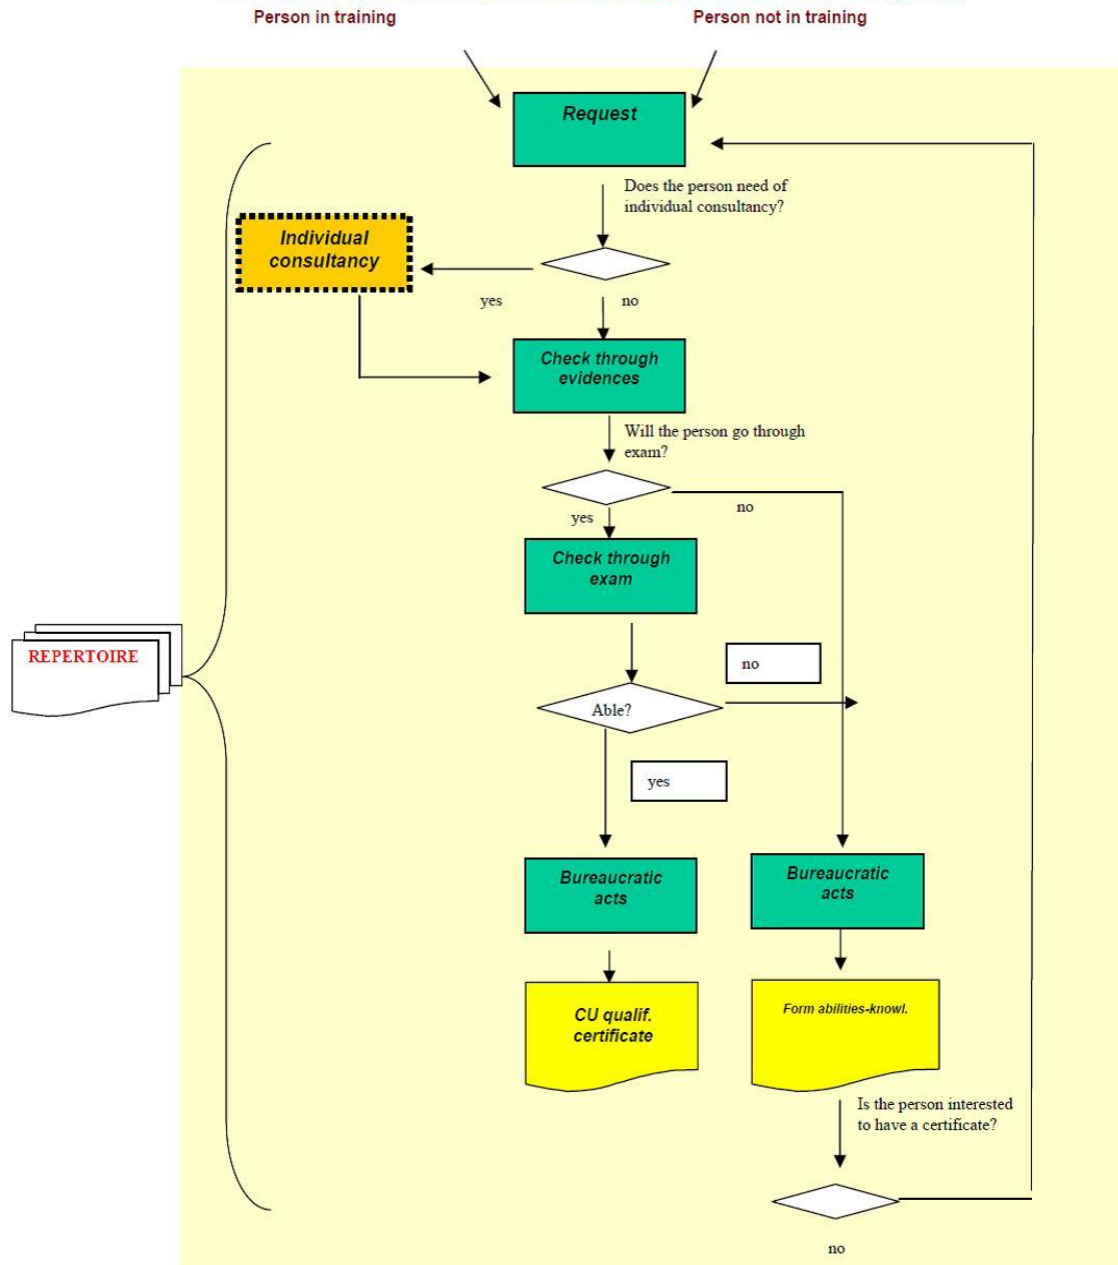 Person in training
Person not in training
Request
Does the person need of
individual consultancy?
Individual
consultancy
yes
no
Check through
evidences
Will the person go through
exam?
no
yes
Check through
exam
REPERTOIRE
no
Able?
yes
Bureaucratic
acts
Bureaucratic
acts
CU qualif.
certificate
Form abilities-knowl.
Is the person interested
to have a certificate?
no